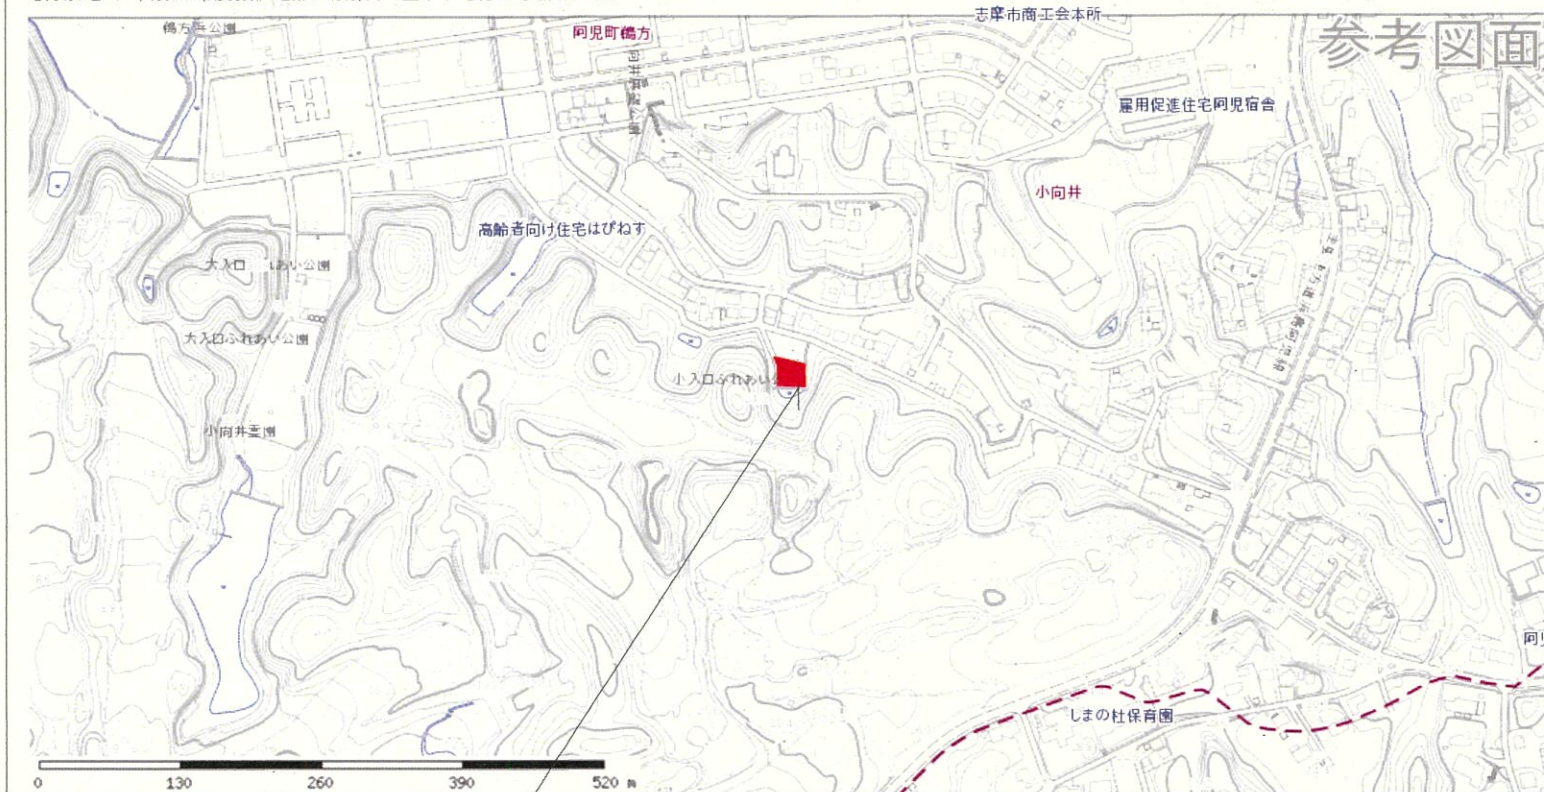 志摩市商工会本所
参考図面
鵜方浜公園
阿児町鵜方
雇用促進住宅阿児宿舎
小向井
高齢者向け住宅はぴねす
大入口
あい公園
大入口ふれあい公園
小入口ふれあい公
小向井霊園
しまの杜保育園
0 130 260 390 520 m